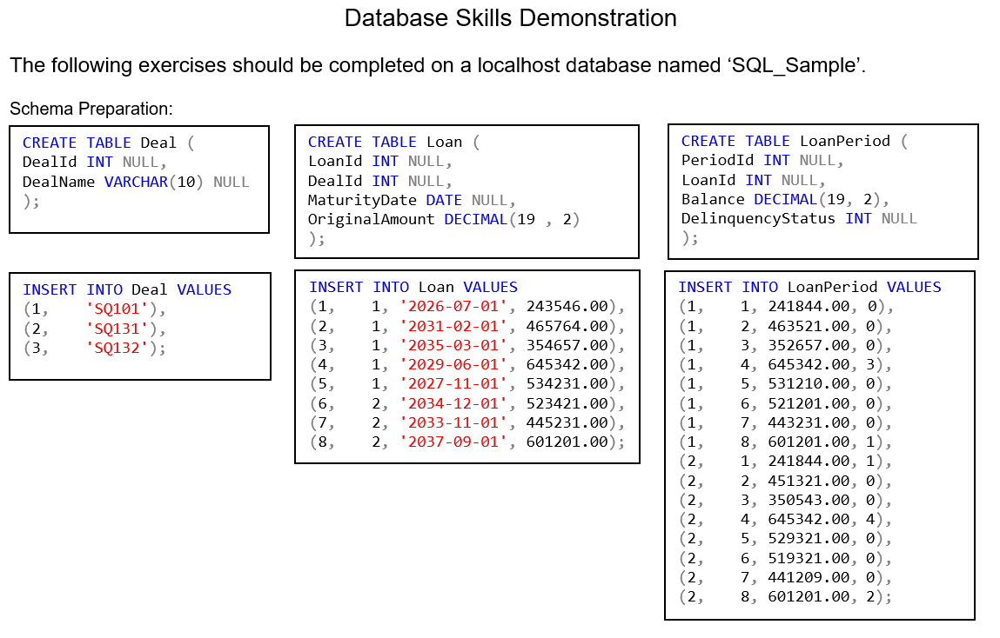 Database Skills Demonstration
The following exercises should be completed on a localhost database named ‘SQL_Sample’.
Schema Preparation:
CREATE TABLE Deal (
DealId INT NULL,
DealName VARCHAR(10) NULL
);
CREATE TABLE Loan (
LoanId INT NULL,
DealId INT NULL,
MaturityDate DATE NULL,
OriginalAmount DECIMAL(19 , 2)
);
CREATE TABLE LoanPeriod (
PeriodId INT NULL,
LoanId INT NULL,
Balance DECIMAL(19, 2),
DelinquencyStatus INT NULL
);
INSERT INTO Deal VALUES
(1, 'SQ101'),
(2, 'SQ131'),
(3, 'SQ132');
INSERT INTO Loan VALUES
(1, 1, '2026-07-01', 243546.00),
(2, 1, '2031-02-01', 465764.00),
(3, 1, '2035-03-01', 354657.00),
(4, 1, '2029-06-01', 645342.00),
(5, 1, '2027-11-01', 534231.00),
(6, 2, '2034-12-01', 523421.00),
(7, 2, '2033-11-01', 445231.00),
(8, 2, '2037-09-01', 601201.00);
INSERT INTO LoanPeriod VALUES
(1, 1, 241844.00, 0),
(1, 2, 463521.00, 0),
(1, 3, 352657.00, 0),
(1, 4, 645342.00, 3),
(1, 5, 531210.00, 0),
(1, 6, 521201.00, 0),
(1, 7, 443231.00, 0),
(1, 8, 601201.00, 1),
(2, 1, 241844.00, 1),
(2, 2, 451321.00, 0),
(2, 3, 350543.00, 0),
(2, 4, 645342.00, 4),
(2, 5, 529321.00, 0),
(2, 6, 519321.00, 0),
(2, 7, 441209.00, 0),
(2, 8, 601201.00, 2);